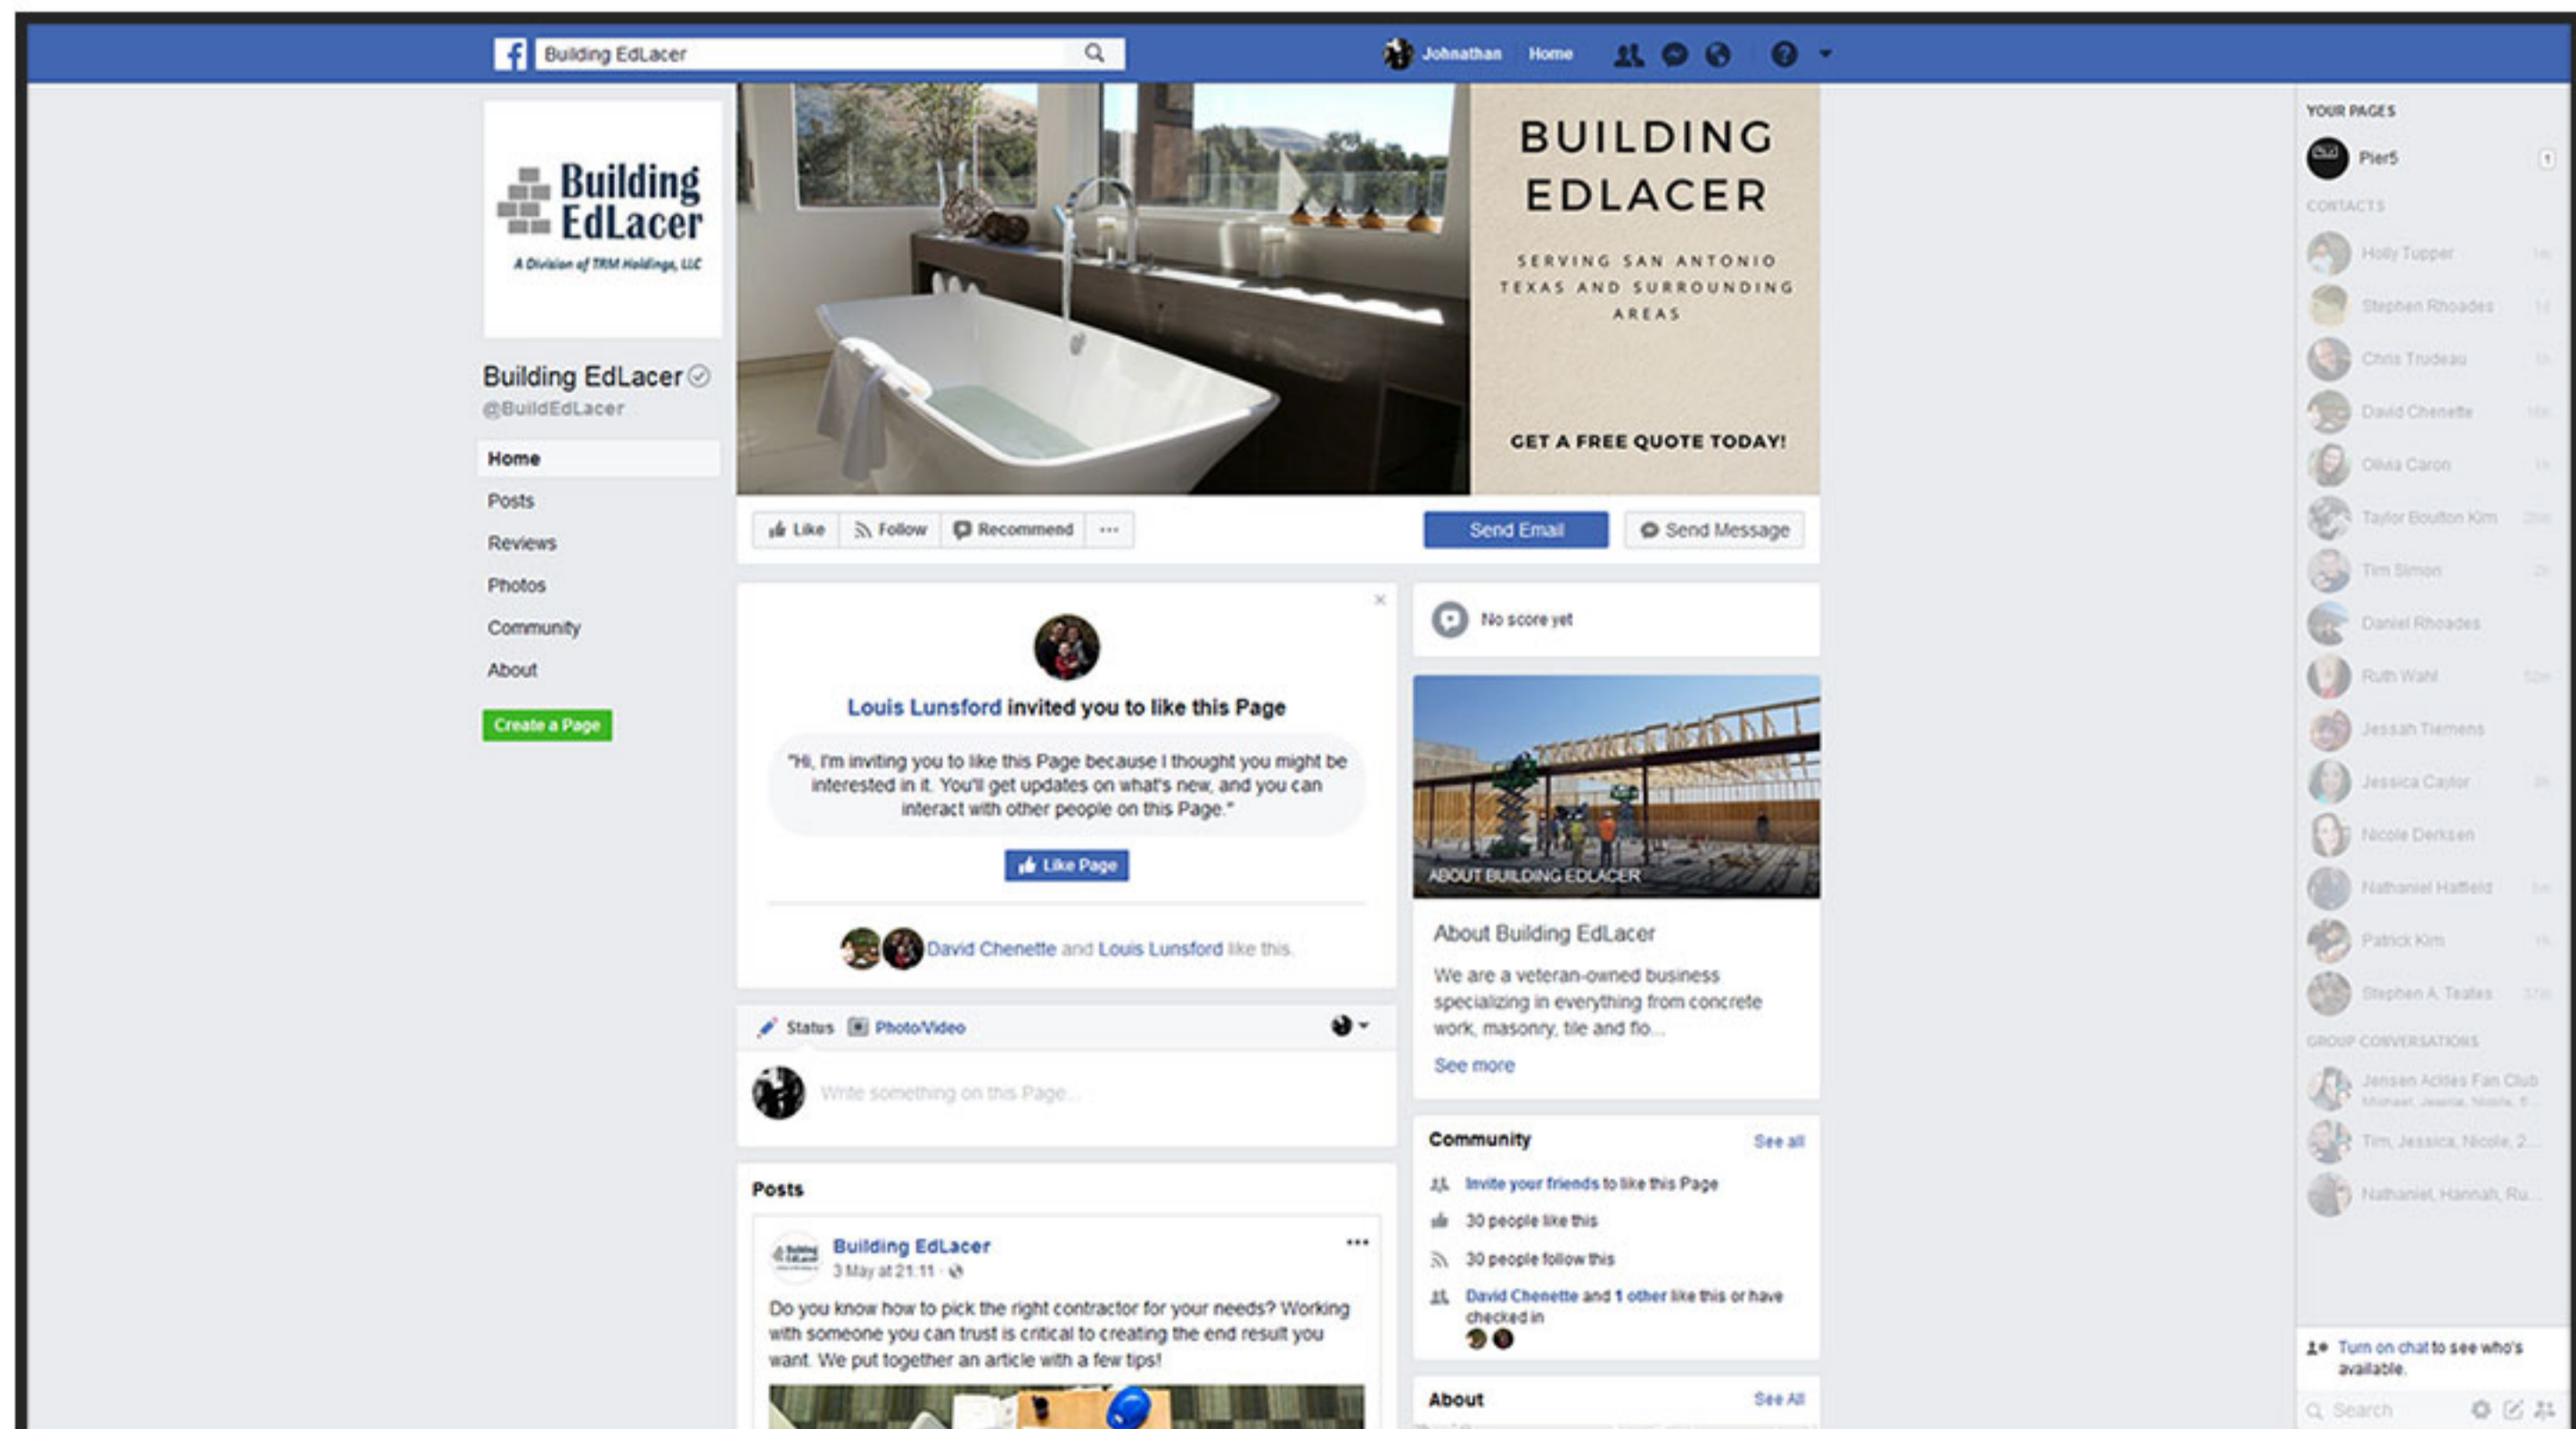 Building EdLacer
Johnathan Home
Building
EdLacer
A Division of TRM Holdings, LLC
Building EdLacer
@BuildEdLacer
Home
Posts
Reviews
Photos
Community
About
Create a Page
BUILDING
EDLACER
SERVING SAN ANTONIO
TEXAS AND SURROUNDING
AREAS
GET A FREE QUOTE TODAY!
Like Follow Recommend ...
Send Email Send Message
Louis Lunsford invited you to like this Page
"Hi, I'm inviting you to like this Page because I thought you might be
interested in it. You'll get updates on what's new, and you can
interact with other people on this Page."
Like Page
David Chenette and Louis Lunsford like this.
Status Photo/Video
Write something on this Page...
Posts
Building EdLacer
3 May at 21:11 ·
Do you know how to pick the right contractor for your needs? Working
with someone you can trust is critical to creating the end result you
want. We put together an article with a few tips!
No score yet
ABOUT BUILDING EDLACER
About Building EdLacer
We are a veteran-owned business
specializing in everything from concrete
work, masonry, tile and flo...
See more
Community See all
Invite your friends to like this Page
30 people like this
30 people follow this
David Chenette and 1 other like this or have
checked in
About See All
YOUR PAGES
Pier5 1
CONTACTS
Holly Tupper 1m
Stephen Rhoades 1d
Chris Trudeau
David Chenette
Olivia Caron 1h
Taylor Boulton Kim
Tim Simon 2h
Daniel Rhoades
Ruth Wahl 52m
Jessah Tiemens
Jessica Caylor
Nicole Derksen
Nathaniel Hatfield
Patrick Kim 1h
Stephen A. Teates 37m
GROUP CONVERSATIONS
Jensen Ackles Fan Club
Michael, Jessica, Nicole,
Tim, Jessica, Nicole, 2...
Nathaniel, Hannah, Ru...
Turn on chat to see who's
available.
Search